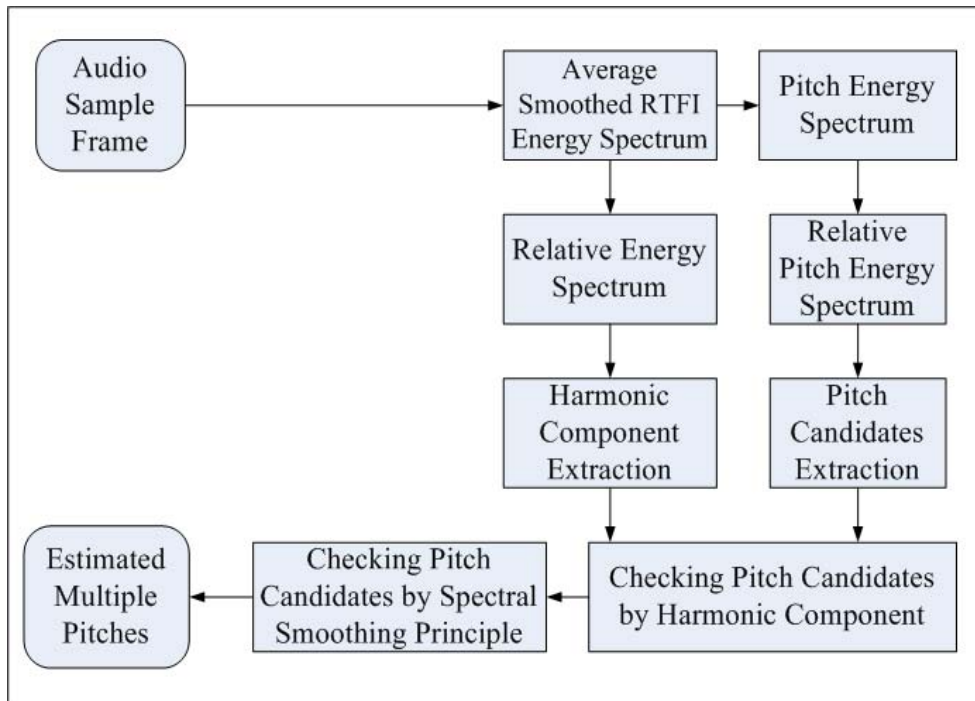 Audio
Sample
Frame
Average
Smoothed RTFI
Energy Spectrum
Pitch Energy
Spectrum
Relative Energy
Spectrum
Relative
Pitch Energy
Spectrum
Harmonic
Component
Extraction
Pitch
Candidates
Extraction
Estimated
Multiple
Pitches
Checking Pitch
Candidates by Spectral
Smoothing Principle
Checking Pitch Candidates
by Harmonic Component